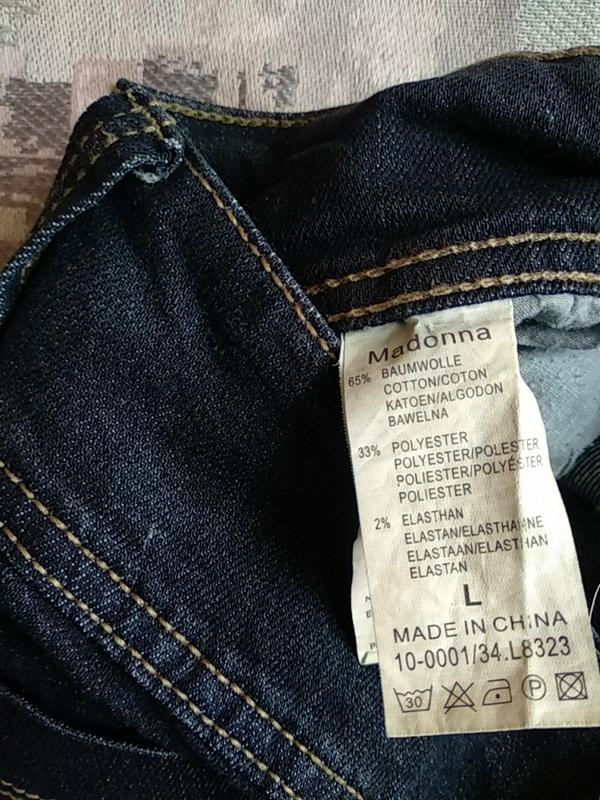 Madonna
65% BAUMWOLLE
COTTON/COTON
KATOEN/ALGODON
BAWELNA
33% POLYESTER
POLYESTER/POLESTER
POLIESTER/POLYÉSTER
POLIESTER
2% ELASTHAN
ELASTAN/ELASTHANNE
ELASTAAN/ELASTHAN
ELASTAN
L
MADE IN CHINA
10-0001/34.L8323
30 P